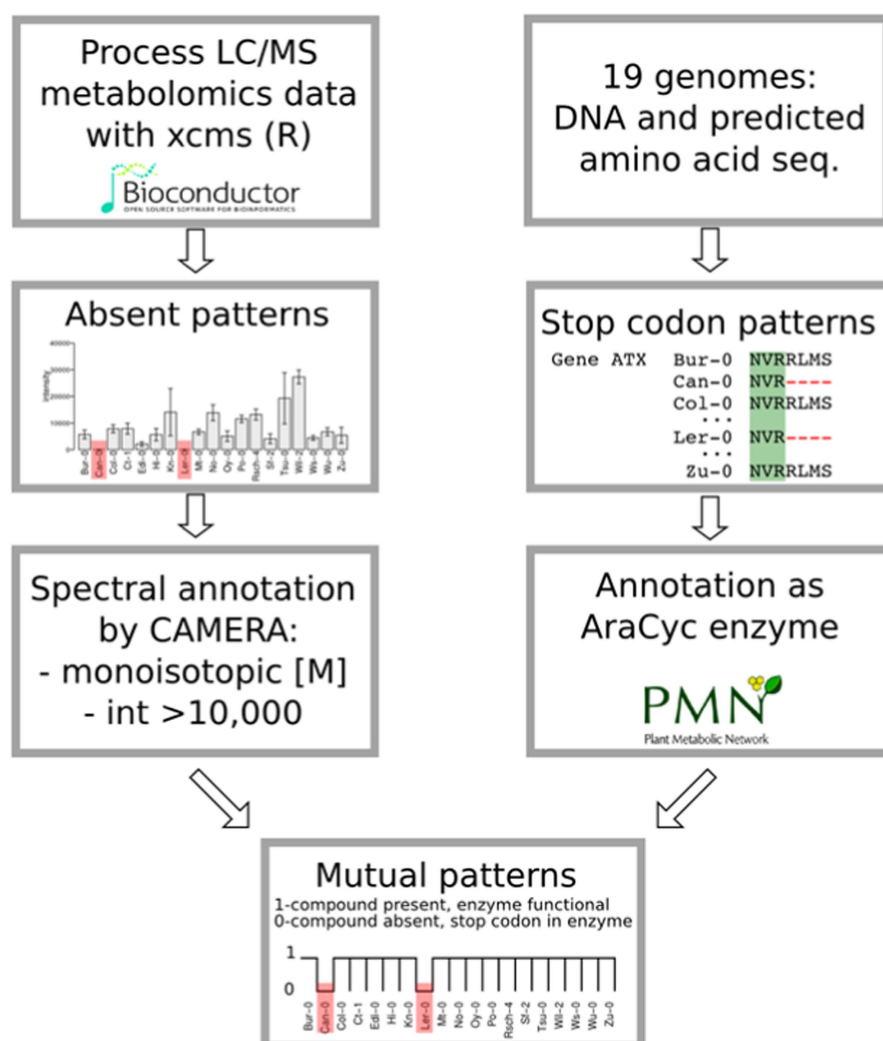 Process LC/MS
metabolomics data
with xcms (R)
Bioconductor
OPEN SOURCE SOFTWARE FOR BIOINFORMATICS
19 genomes:
DNA and predicted
amino acid seq.
Absent patterns
intensity
40000
30000
20000
10000
0
Bur-0
Can-0
Col-0
Ct-1
Edi-0
Hi-0
Kn-0
Ler-0
Mt-0
No-0
Oy-0
Po-0
Rsch-4
Sf-2
Tsu-0
Wil-2
Ws-0
Wu-0
Zu-0
Stop codon patterns
Gene ATX Bur-0 NVRRLMS
Can-0 NVR----
Col-0 NVRRLMS
...
Ler-0 NVR----
...
Zu-0 NVRRLMS
Spectral annotation
by CAMERA:
- monoisotopic [M]
- int >10,000
Annotation as
AraCyc enzyme
PMN
Plant Metabolic Network
Mutual patterns
1-compound present, enzyme functional
0-compound absent, stop codon in enzyme
1
0
Bur-0
Can-0
Col-0
Ct-1
Edi-0
Hi-0
Kn-0
Ler-0
Mt-0
No-0
Oy-0
Po-0
Rsch-4
Sf-2
Tsu-0
Wil-2
Ws-0
Wu-0
Zu-0